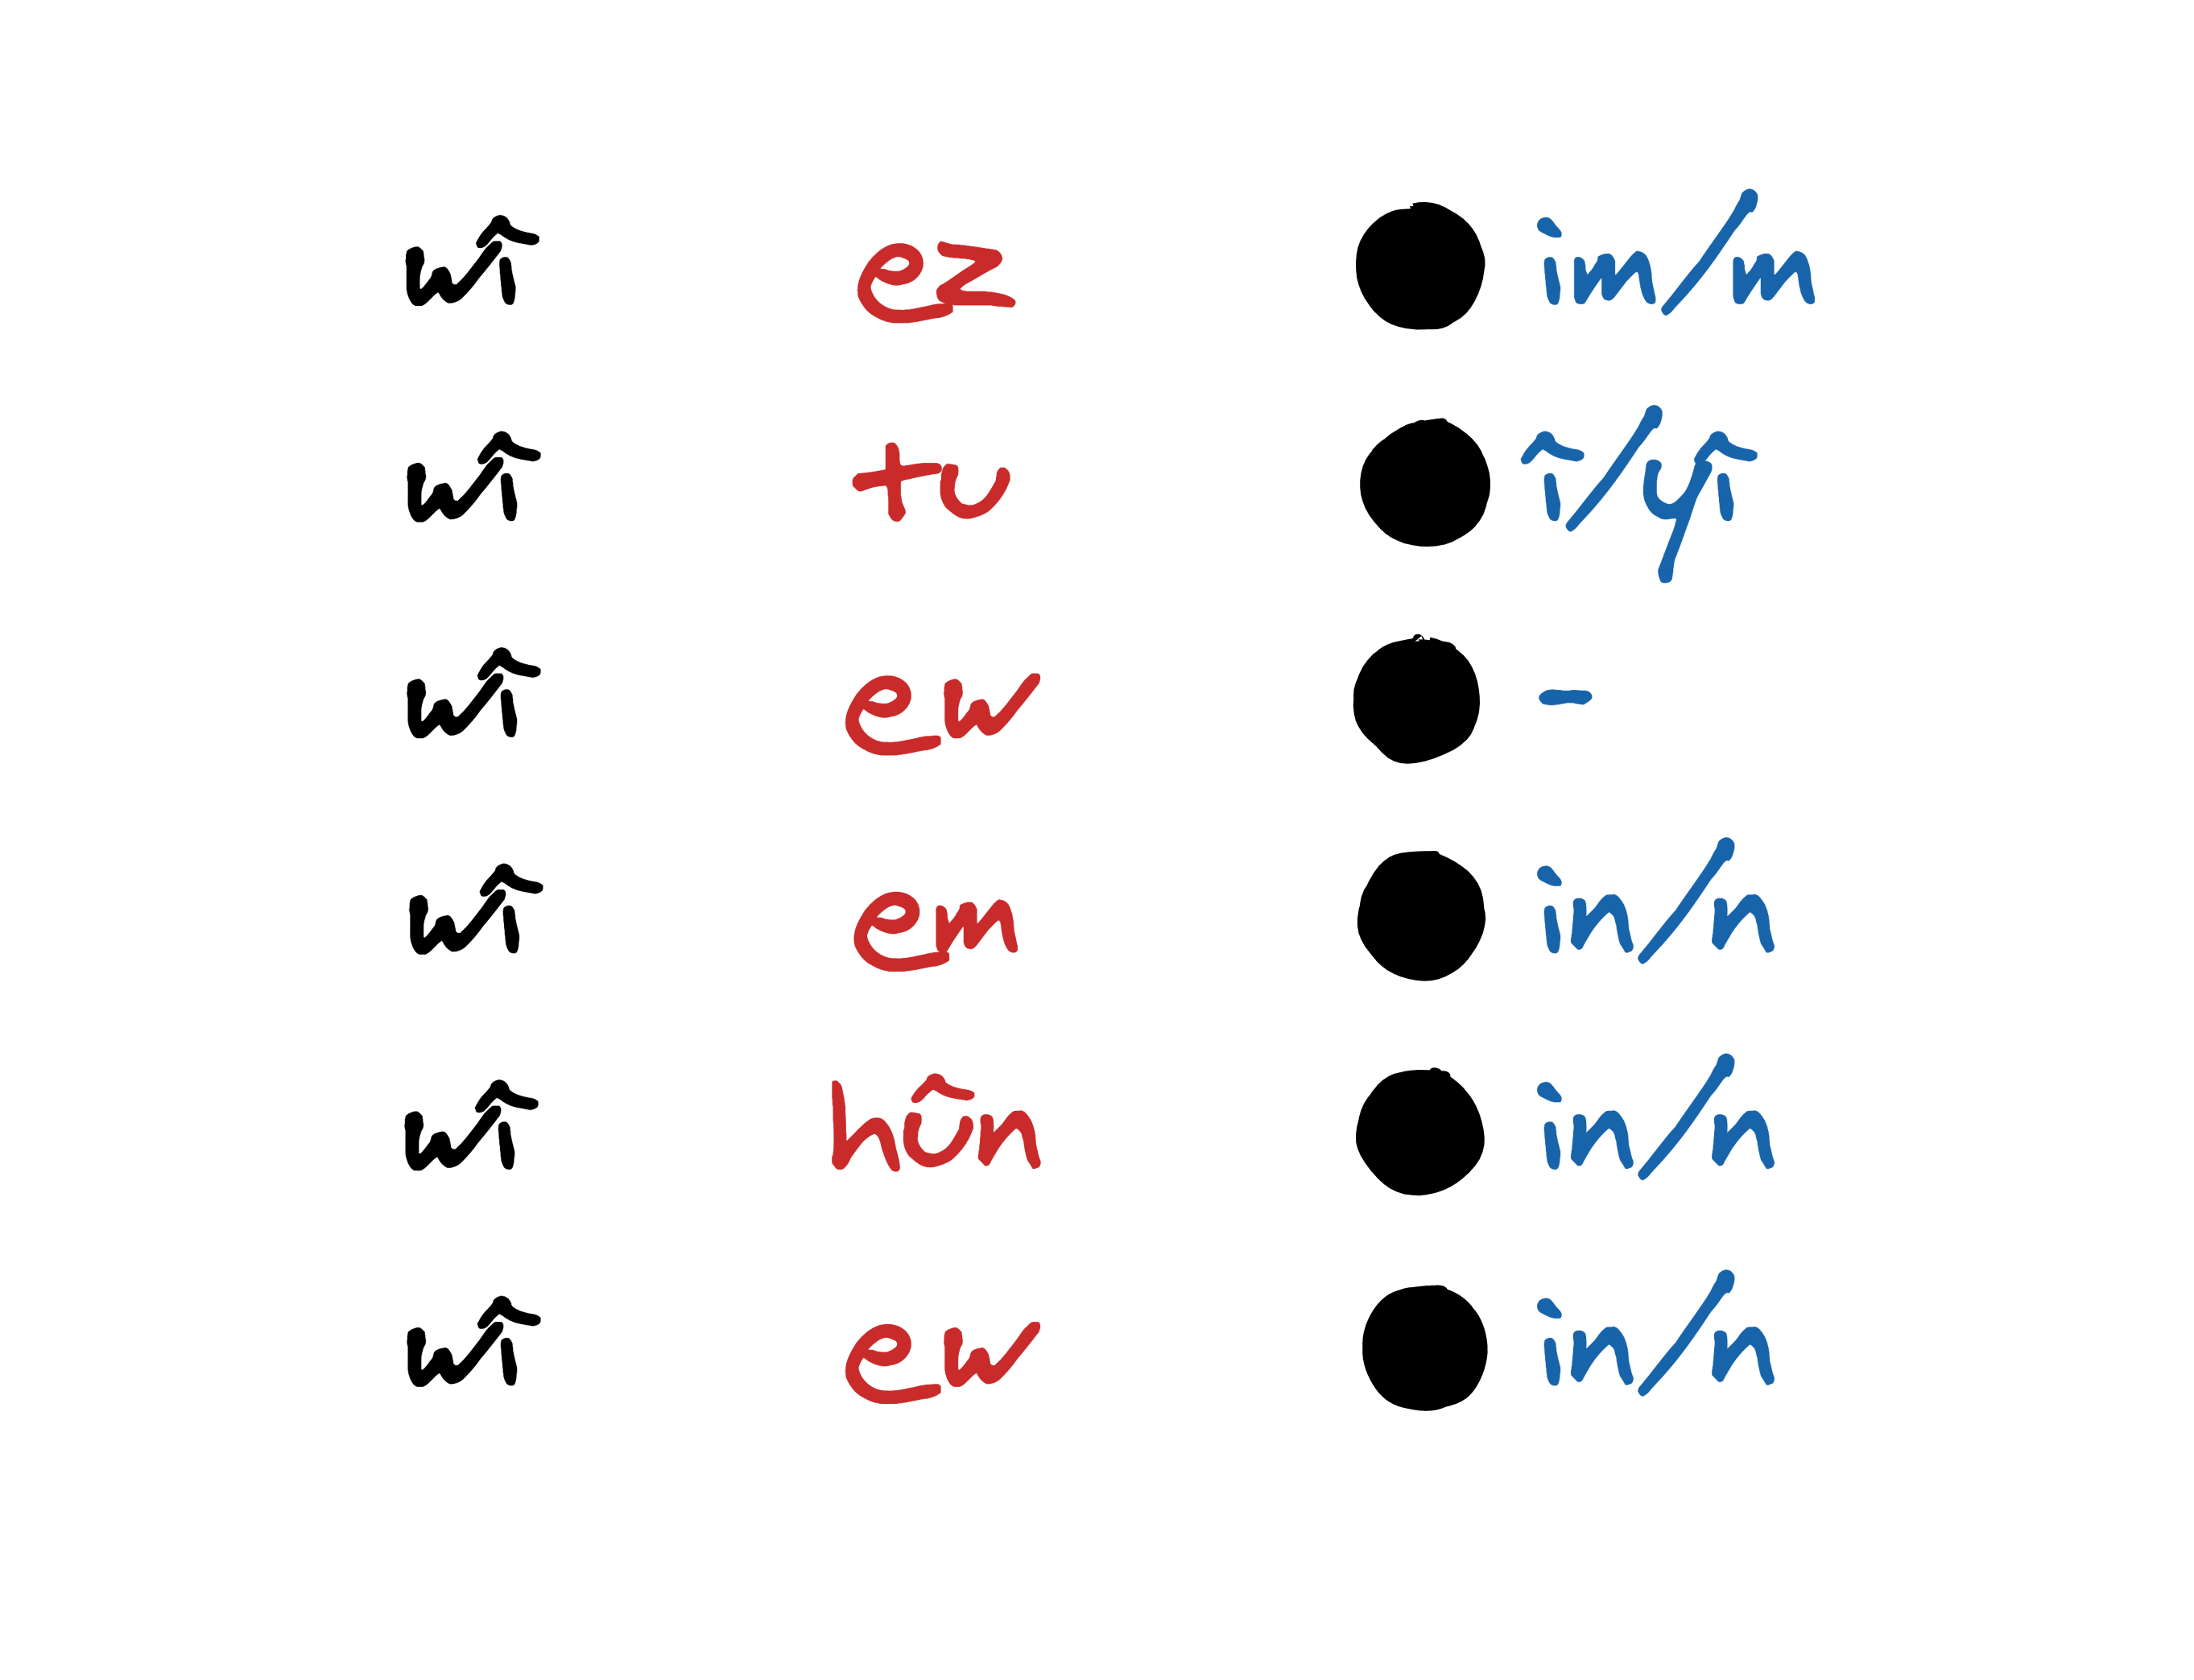 wî ez ● im/m
wî tu ● î/yî
wî ew ● -
wî em ● in/n
wî hûn ● in/n
wî ew ● in/n